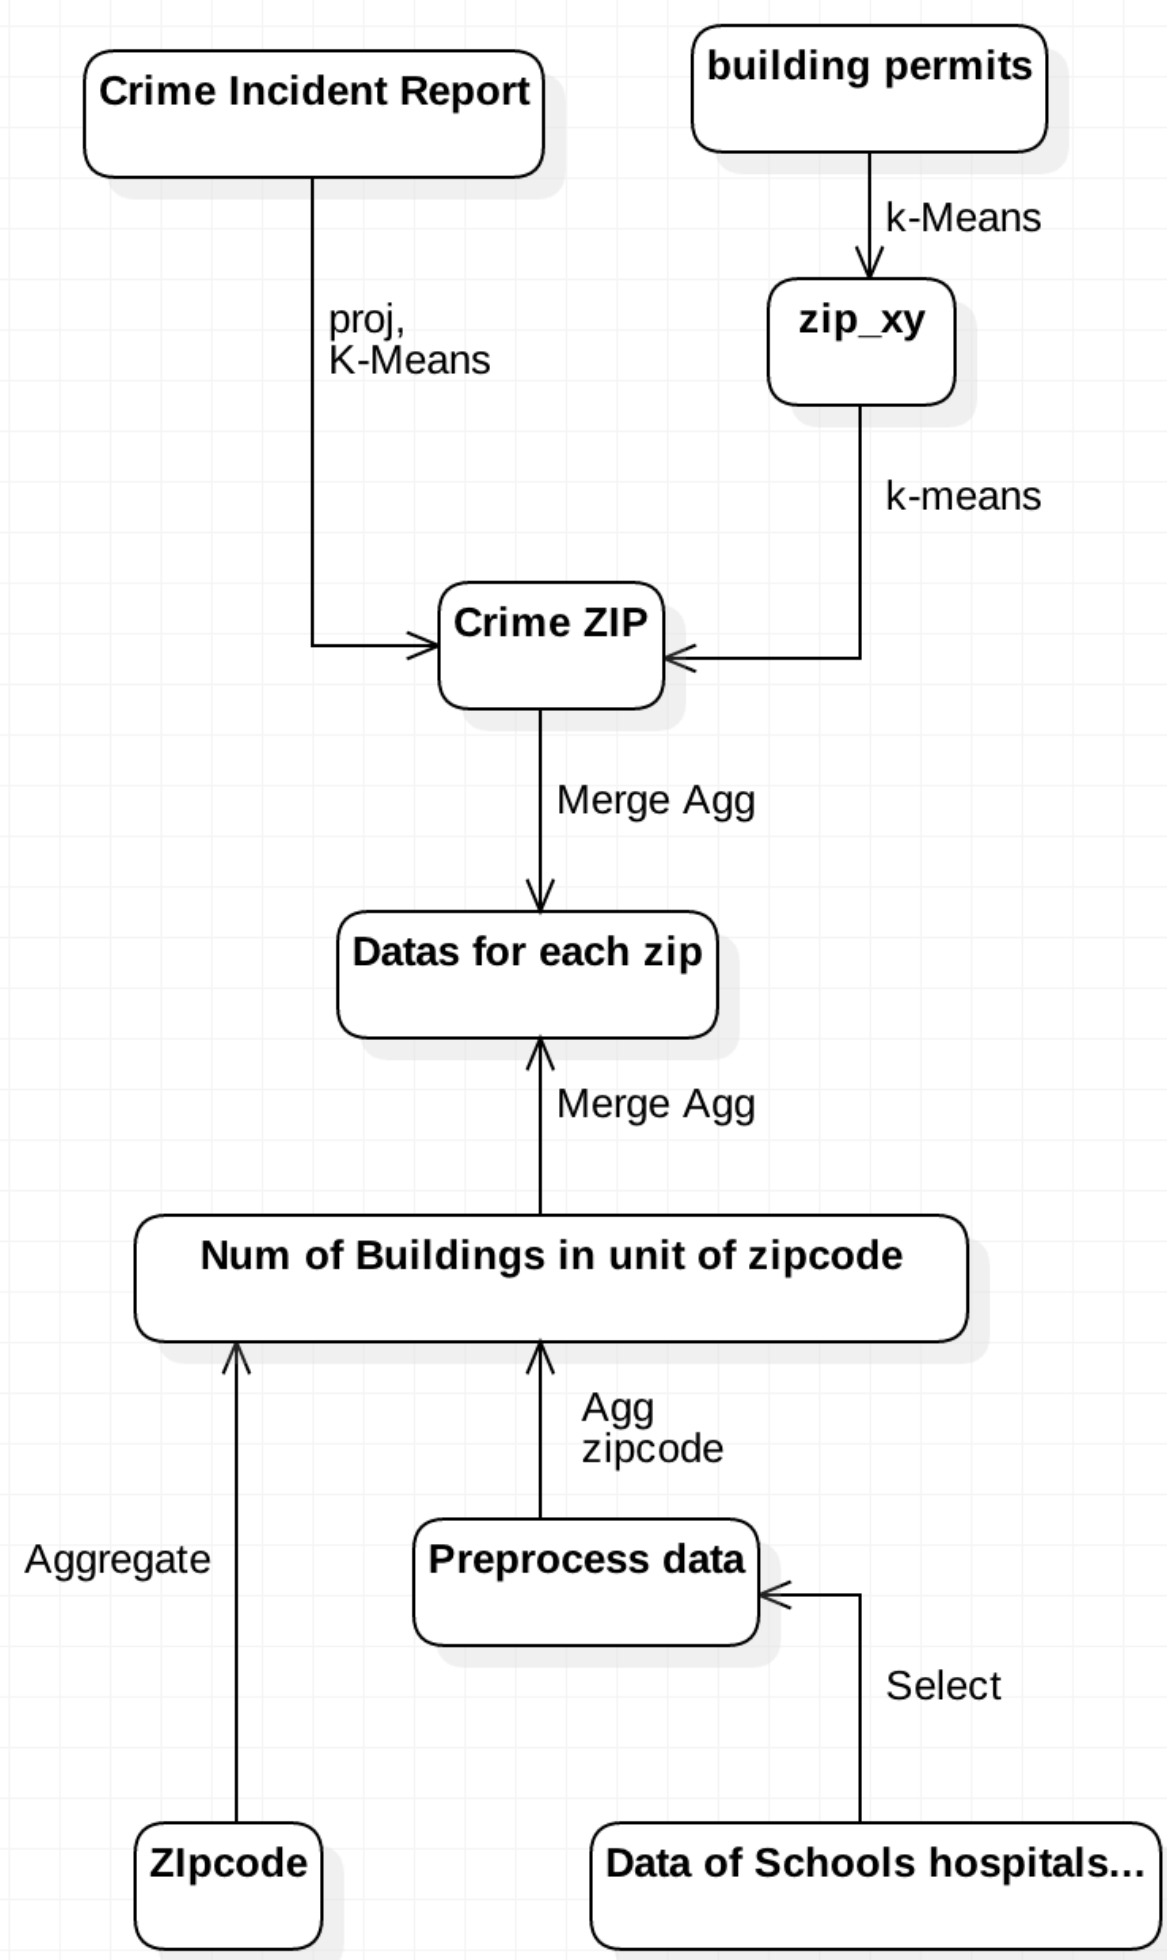 building permits
Crime Incident Report
k-Means
zip_xy
proj,
K-Means
k-means
Crime ZIP
Merge Agg
Datas for each zip
Merge Agg
Num of Buildings in unit of zipcode
Agg
zipcode
Aggregate
Preprocess data
Select
ZIpcode
Data of Schools hospitals...